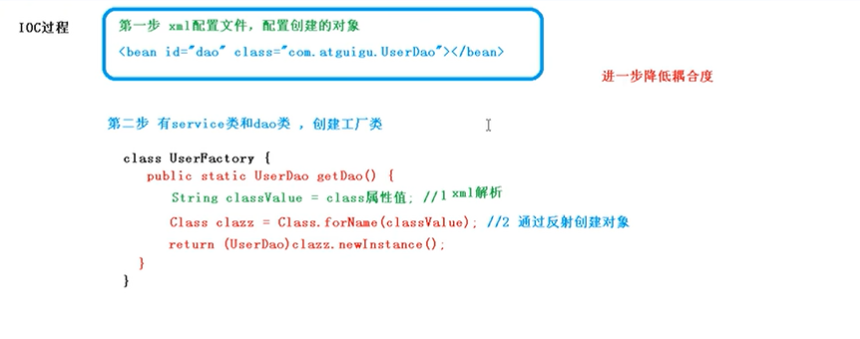 IOC过程
第一步 xml配置文件，配置创建的对象
<bean id="dao" class="com.atguigu.UserDao"></bean>
进一步降低耦合度
第二步 有service类和dao类 ，创建工厂类
class UserFactory {
public static UserDao getDao() {
String classValue = class属性值; //1 xml解析
Class clazz = Class.forName(classValue); //2 通过反射创建对象
return (UserDao)clazz.newInstance();
}
}